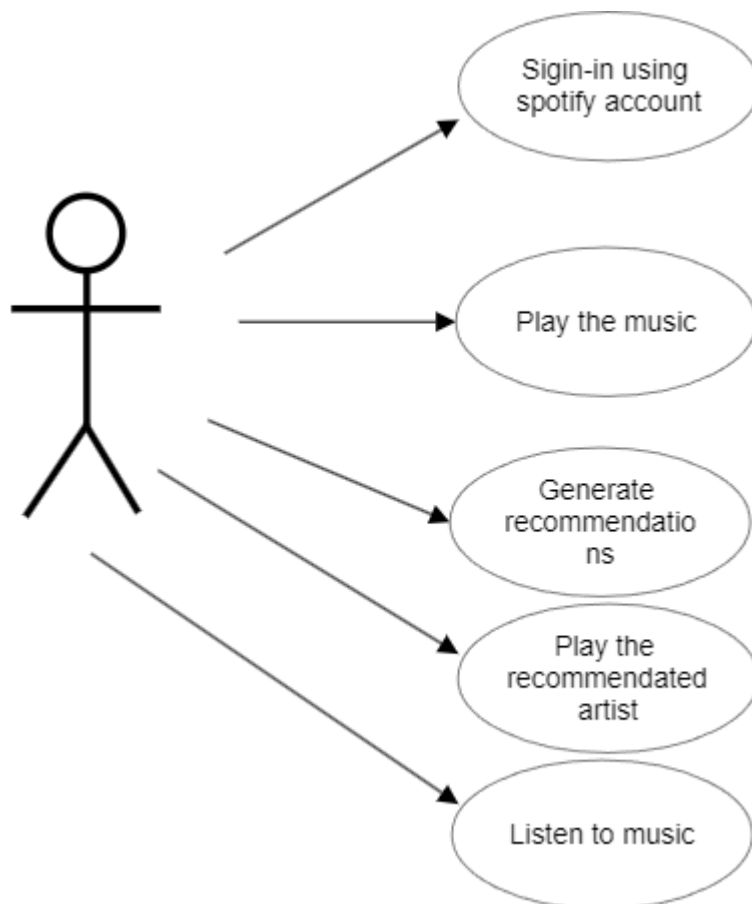 Sigin-in using
spotify account
Play the music
Generate
recommendatio
ns
Play the
recommendated
artist
Listen to music